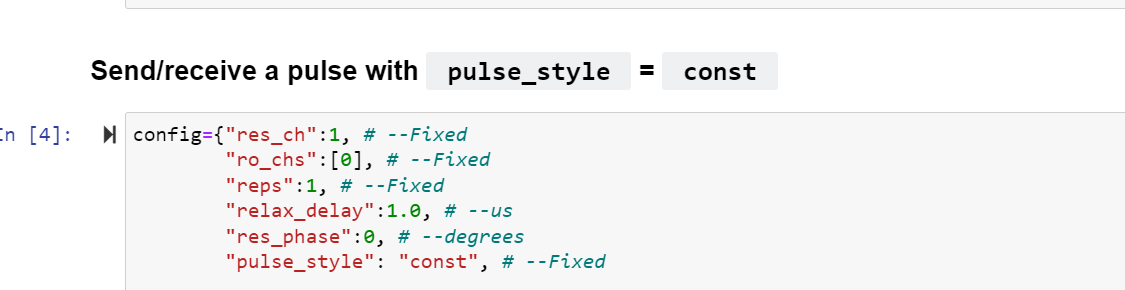 Send/receive a pulse with pulse_style = const
In [4]:
config={"res_ch":1, # --Fixed
"ro_chs":[0], # --Fixed
"reps":1, # --Fixed
"relax_delay":1.0, # --us
"res_phase":0, # --degrees
"pulse_style": "const", # --Fixed